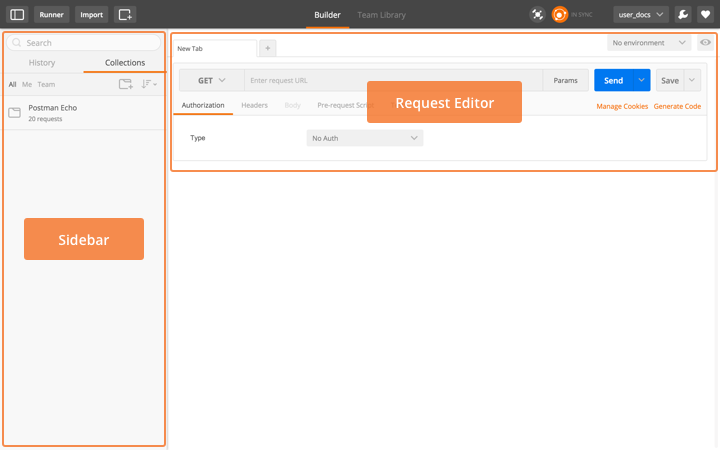 Runner Import Builder Team Library IN SYNC user_docs
Search
History Collections
All Me Team
Postman Echo
20 requests
Sidebar
New Tab + No environment
GET Enter request URL Params Send Save
Request Editor
Authorization Headers Body Pre-request Script Manage Cookies Generate Code
Type No Auth